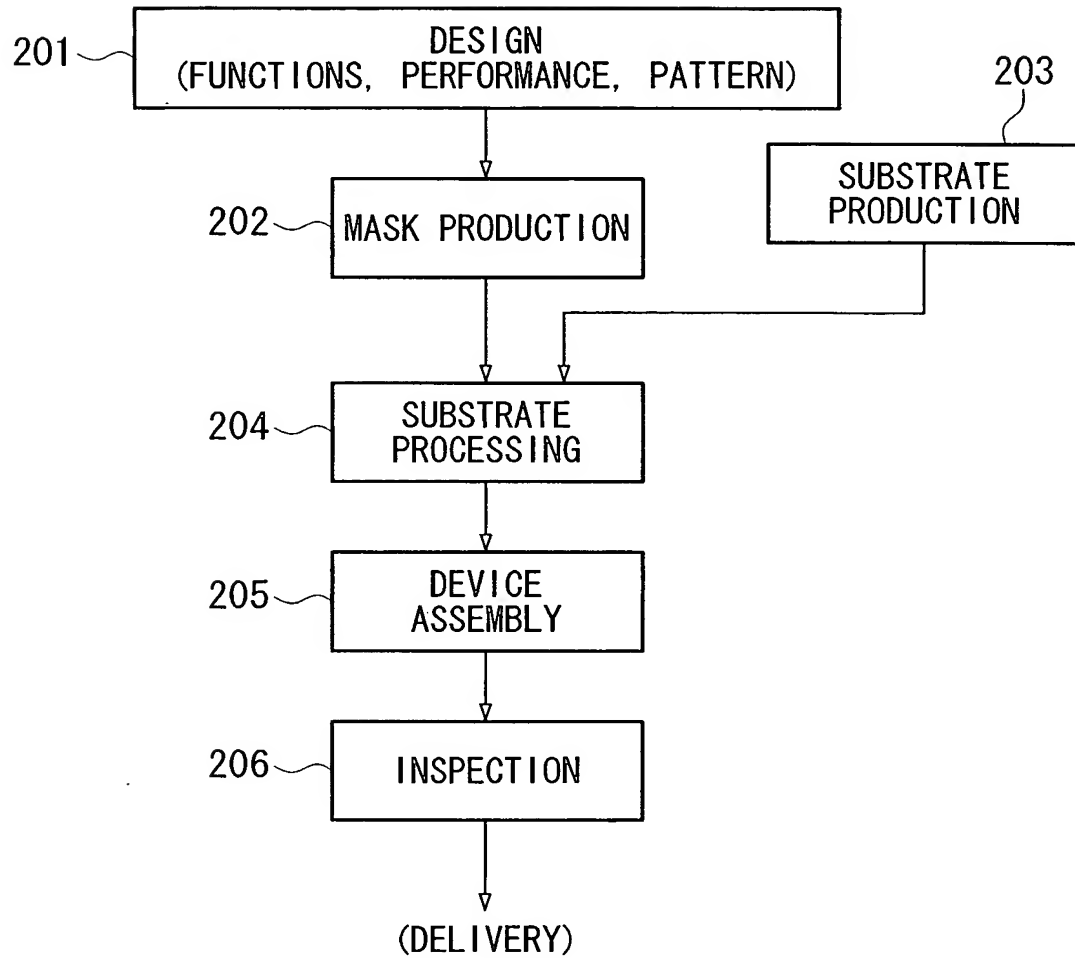 201
DESIGN
(FUNCTIONS, PERFORMANCE, PATTERN)
203
SUBSTRATE
PRODUCTION
202
MASK PRODUCTION
204
SUBSTRATE
PROCESSING
205
DEVICE
ASSEMBLY
206
INSPECTION
(DELIVERY)